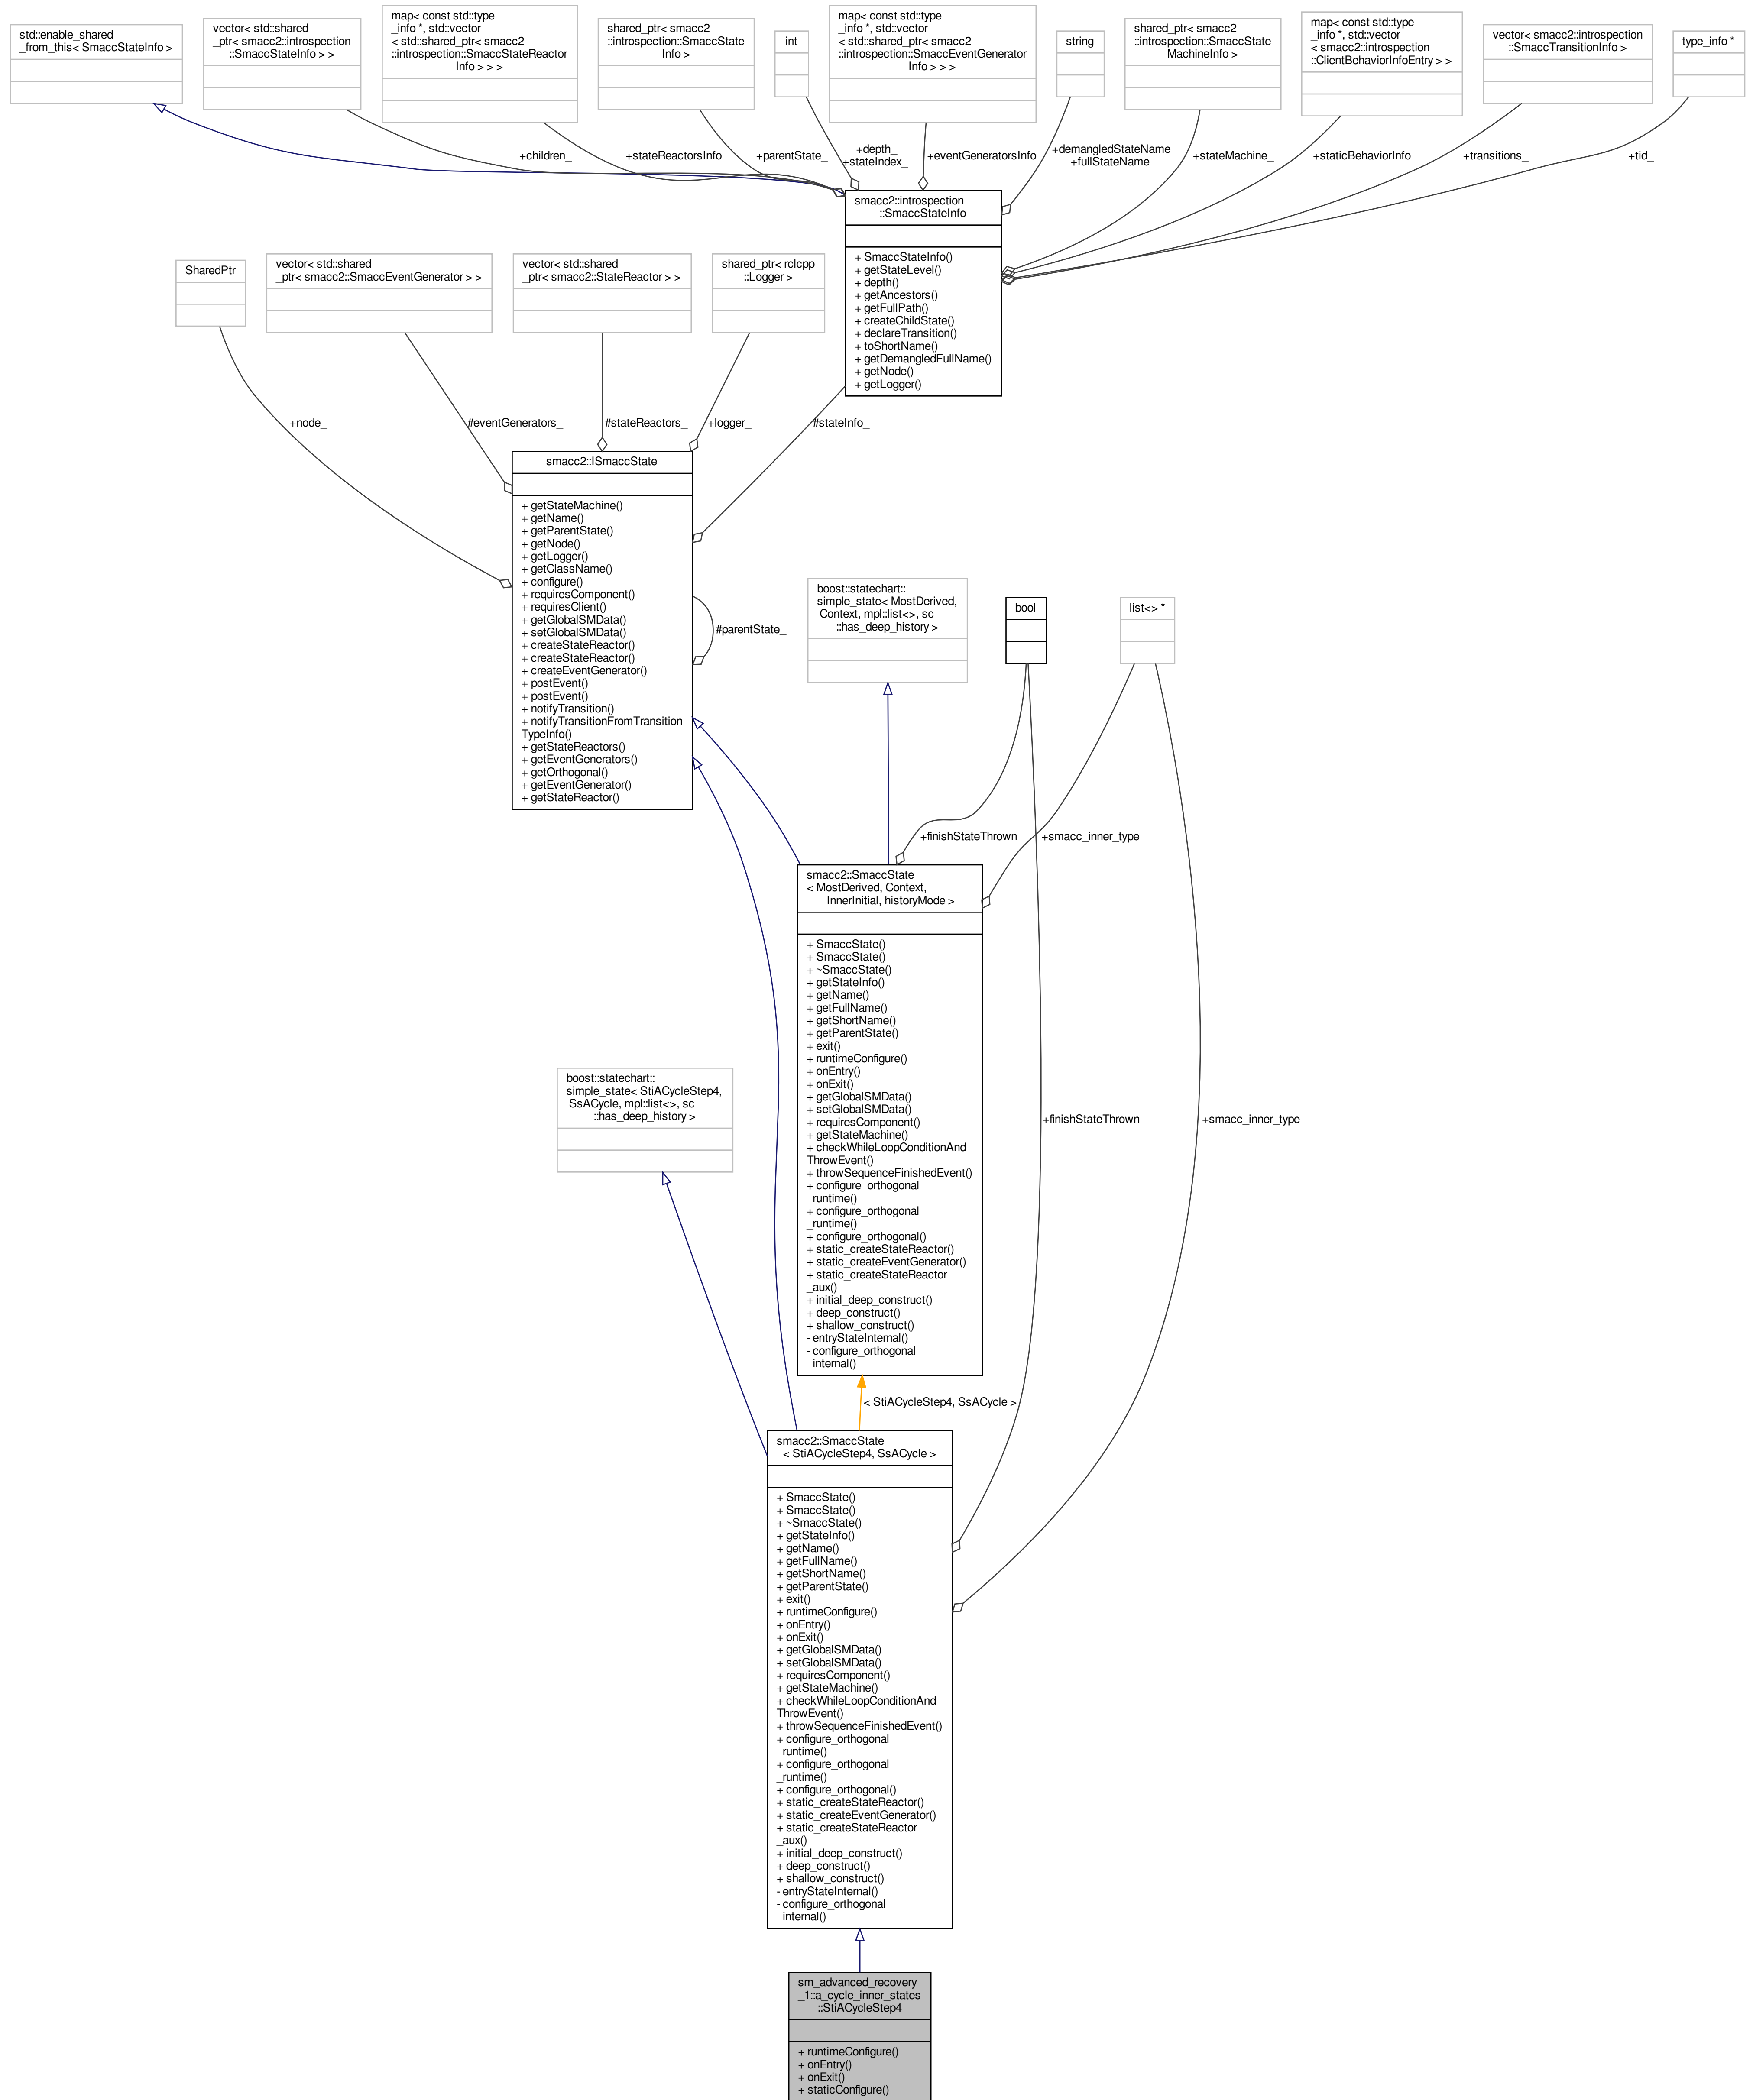 std::enable_shared
_from_this< SmaccStateInfo >
vector< std::shared
_ptr< smacc2::introspection
::SmaccStateInfo > >
map< const std::type
_info *, std::vector
< std::shared_ptr< smacc2
::introspection::SmaccStateReactor
Info > > >
shared_ptr< smacc2
::introspection::SmaccState
Info >
int
map< const std::type
_info *, std::vector
< std::shared_ptr< smacc2
::introspection::SmaccEventGenerator
Info > > >
string
shared_ptr< smacc2
::introspection::SmaccState
MachineInfo >
map< const std::type
_info *, std::vector
< smacc2::introspection
::ClientBehaviorInfoEntry > >
vector< smacc2::introspection
::SmaccTransitionInfo >
type_info *
+children_
+stateReactorsInfo
+parentState_
+depth_
+stateIndex_
+eventGeneratorsInfo
+demangledStateName
+fullStateName
+stateMachine_
+staticBehaviorInfo
+transitions_
+tid_
smacc2::introspection
::SmaccStateInfo
+ SmaccStateInfo()
+ getStateLevel()
+ depth()
+ getAncestors()
+ getFullPath()
+ createChildState()
+ declareTransition()
+ toShortName()
+ getDemangledFullName()
+ getNode()
+ getLogger()
SharedPtr
vector< std::shared
_ptr< smacc2::SmaccEventGenerator > >
vector< std::shared
_ptr< smacc2::StateReactor > >
shared_ptr< rclcpp
::Logger >
+node_
#eventGenerators_
#stateReactors_
+logger_
#stateInfo_
smacc2::ISmaccState
+ getStateMachine()
+ getName()
+ getParentState()
+ getNode()
+ getLogger()
+ getClassName()
+ configure()
+ requiresComponent()
+ requiresClient()
+ getGlobalSMData()
+ setGlobalSMData()
+ createStateReactor()
+ createStateReactor()
+ createEventGenerator()
+ postEvent()
+ postEvent()
+ notifyTransition()
+ notifyTransitionFromTransition
TypeInfo()
+ getStateReactors()
+ getEventGenerators()
+ getOrthogonal()
+ getEventGenerator()
+ getStateReactor()
#parentState_
boost::statechart::
simple_state< MostDerived,
Context, mpl::list<>, sc
::has_deep_history >
bool
list<> *
+finishStateThrown
+smacc_inner_type
smacc2::SmaccState
< MostDerived, Context,
InnerInitial, historyMode >
+ SmaccState()
+ SmaccState()
+ ~SmaccState()
+ getStateInfo()
+ getName()
+ getFullName()
+ getShortName()
+ getParentState()
+ exit()
+ runtimeConfigure()
+ onEntry()
+ onExit()
+ getGlobalSMData()
+ setGlobalSMData()
+ requiresComponent()
+ getStateMachine()
+ checkWhileLoopConditionAnd
ThrowEvent()
+ throwSequenceFinishedEvent()
+ configure_orthogonal
_runtime()
+ configure_orthogonal
_runtime()
+ configure_orthogonal()
+ static_createStateReactor()
+ static_createEventGenerator()
+ static_createStateReactor
_aux()
+ initial_deep_construct()
+ deep_construct()
+ shallow_construct()
- entryStateInternal()
- configure_orthogonal
_internal()
boost::statechart::
simple_state< StiACycleStep4,
SsACycle, mpl::list<>, sc
::has_deep_history >
+finishStateThrown
+smacc_inner_type
< StiACycleStep4, SsACycle >
smacc2::SmaccState
< StiACycleStep4, SsACycle >
+ SmaccState()
+ SmaccState()
+ ~SmaccState()
+ getStateInfo()
+ getName()
+ getFullName()
+ getShortName()
+ getParentState()
+ exit()
+ runtimeConfigure()
+ onEntry()
+ onExit()
+ getGlobalSMData()
+ setGlobalSMData()
+ requiresComponent()
+ getStateMachine()
+ checkWhileLoopConditionAnd
ThrowEvent()
+ throwSequenceFinishedEvent()
+ configure_orthogonal
_runtime()
+ configure_orthogonal
_runtime()
+ configure_orthogonal()
+ static_createStateReactor()
+ static_createEventGenerator()
+ static_createStateReactor
_aux()
+ initial_deep_construct()
+ deep_construct()
+ shallow_construct()
- entryStateInternal()
- configure_orthogonal
_internal()
sm_advanced_recovery
_1::a_cycle_inner_states
::StiACycleStep4
+ runtimeConfigure()
+ onEntry()
+ onExit()
+ staticConfigure()